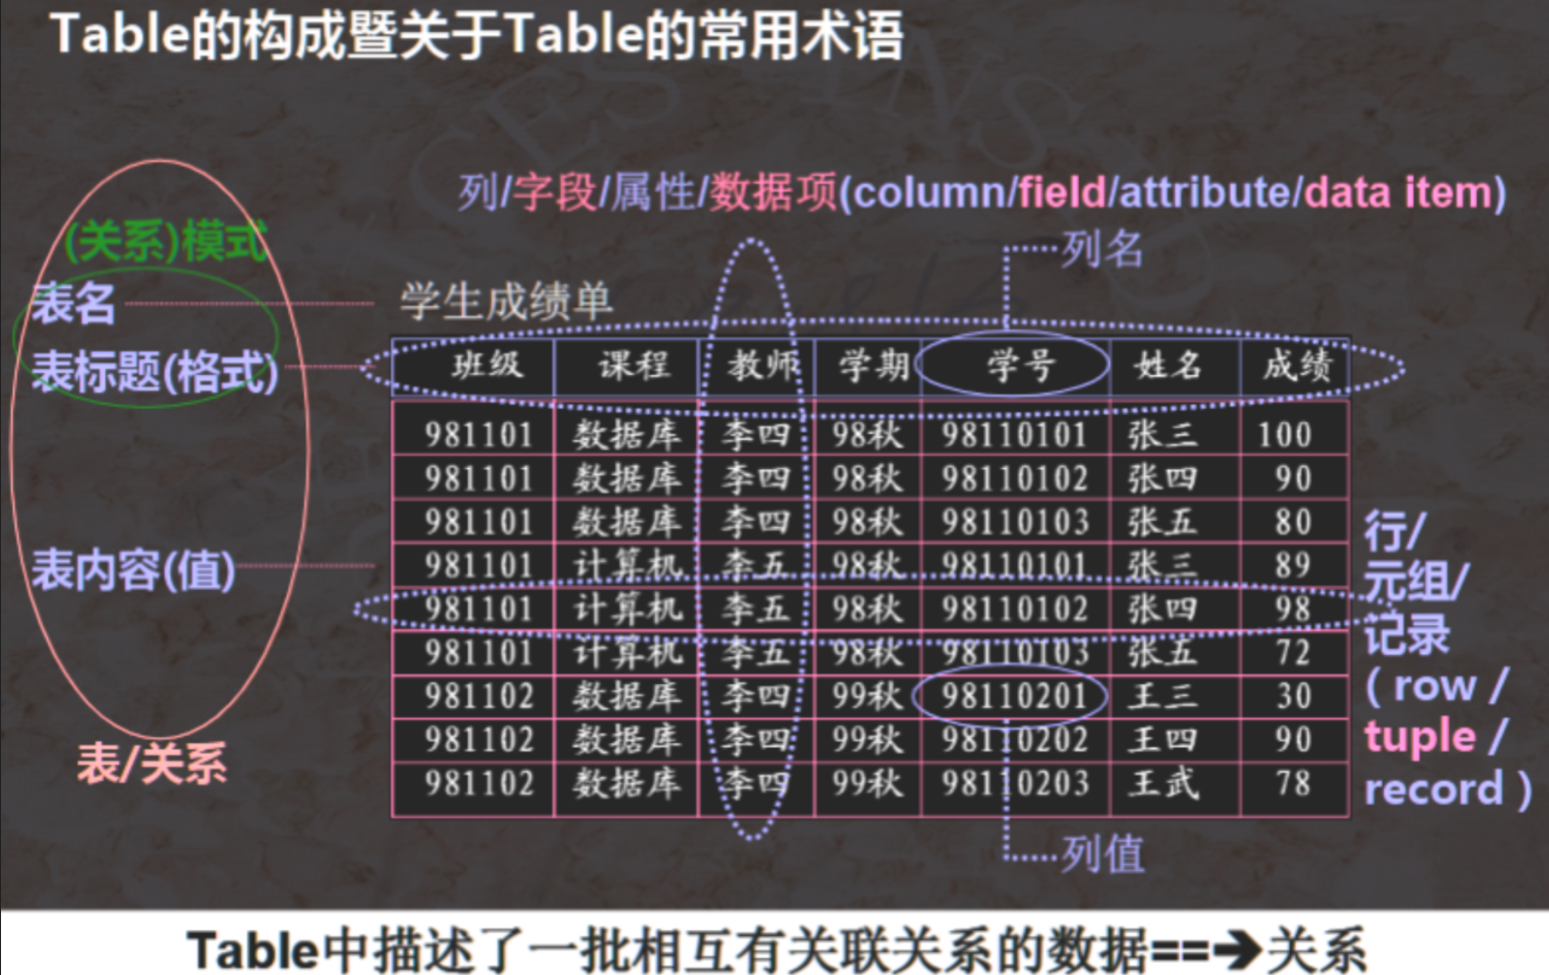 Table的构成暨关于Table的常用术语
列/字段/属性/数据项(column/field/attribute/data item)
(关系)模式
列名
表名
学生成绩单
表标题(格式)
班级 课程 教师 学期 学号 姓名 成绩
981101 数据库 李四 98秋 98110101 张三 100
981101 数据库 李四 98秋 98110102 张四 90
981101 数据库 李四 98秋 98110103 张五 80
981101 计算机 李五 98秋 98110101 张三 89
981101 计算机 李五 98秋 98110102 张四 98
981101 计算机 李五 98秋 98110103 张五 72
981102 数据库 李四 99秋 98110201 王三 30
981102 数据库 李四 99秋 98110202 王四 90
981102 数据库 李四 99秋 98110203 王武 78
表内容(值)
行/
元组/
记录
( row /
tuple /
record )
表/关系
列值
Table中描述了一批相互有关联关系的数据==➔关系